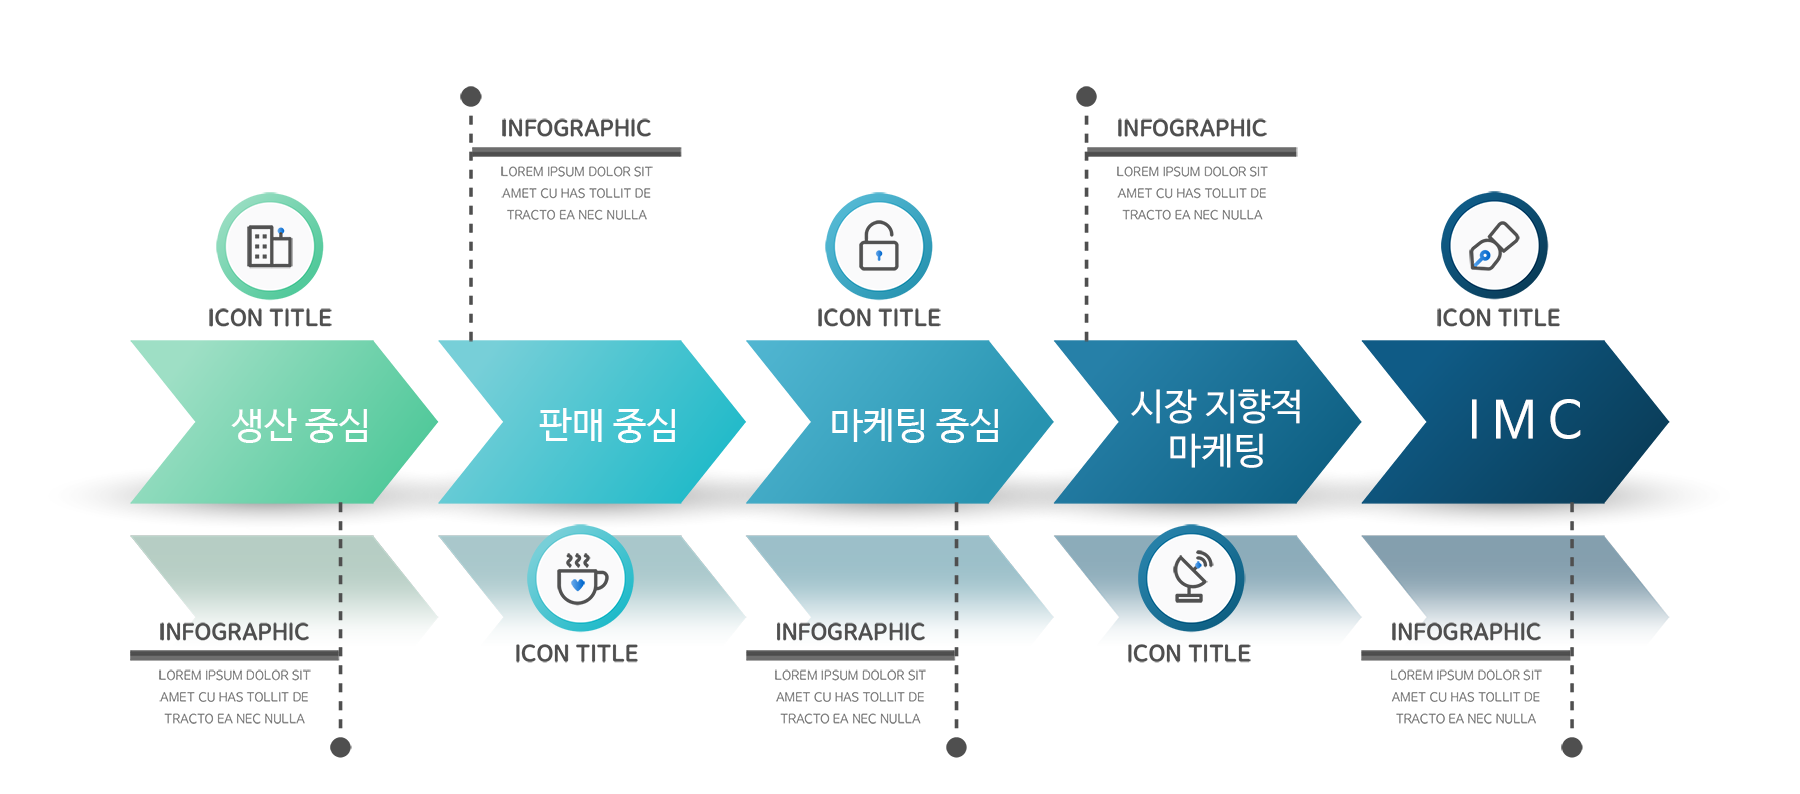 INFOGRAPHIC
LOREM IPSUM DOLOR SIT
AMET CU HAS TOLLIT DE
TRACTO EA NEC NULLA
INFOGRAPHIC
LOREM IPSUM DOLOR SIT
AMET CU HAS TOLLIT DE
TRACTO EA NEC NULLA
ICON TITLE
ICON TITLE
ICON TITLE
생산 중심
판매 중심
마케팅 중심
시장 지향적
마케팅
IMC
INFOGRAPHIC
LOREM IPSUM DOLOR SIT
AMET CU HAS TOLLIT DE
TRACTO EA NEC NULLA
ICON TITLE
INFOGRAPHIC
LOREM IPSUM DOLOR SIT
AMET CU HAS TOLLIT DE
TRACTO EA NEC NULLA
ICON TITLE
INFOGRAPHIC
LOREM IPSUM DOLOR SIT
AMET CU HAS TOLLIT DE
TRACTO EA NEC NULLA